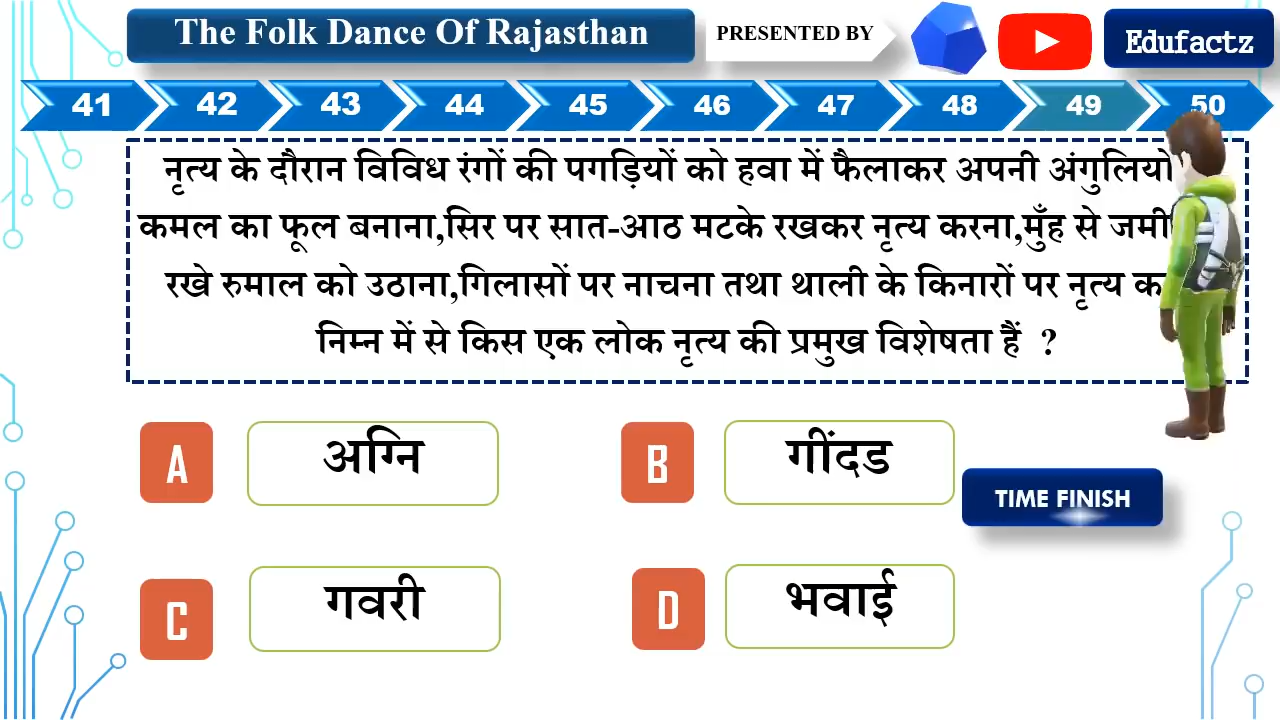 The Folk Dance Of Rajasthan
PRESENTED BY
Edufactz
41 42 43 44 45 46 47 48 49 50
नृत्य के दौरान विविध रंगों की पगड़ियों को हवा में फैलाकर अपनी
कमल का फूल बनाना,सिर पर सात-आठ मटके रखकर नृत्य करना,मुँह से
रखे रुमाल को उठाना,गिलासों पर नाचना तथा थाली के किनारों पर नृत्य
निम्न में से किस एक लोक नृत्य की प्रमुख विशेषता हैं ?
A अग्नि
B गींदड
TIME FINISH
C गवरी
D भवाई